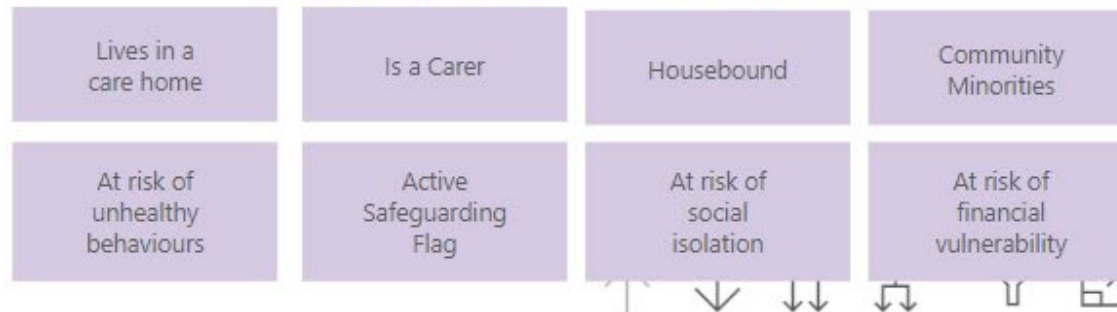 Lives in a
care home
Is a Carer
Housebound
Community
Minorities
At risk of
unhealthy
behaviours
Active
Safeguarding
Flag
At risk of
social
isolation
At risk of
financial
vulnerability